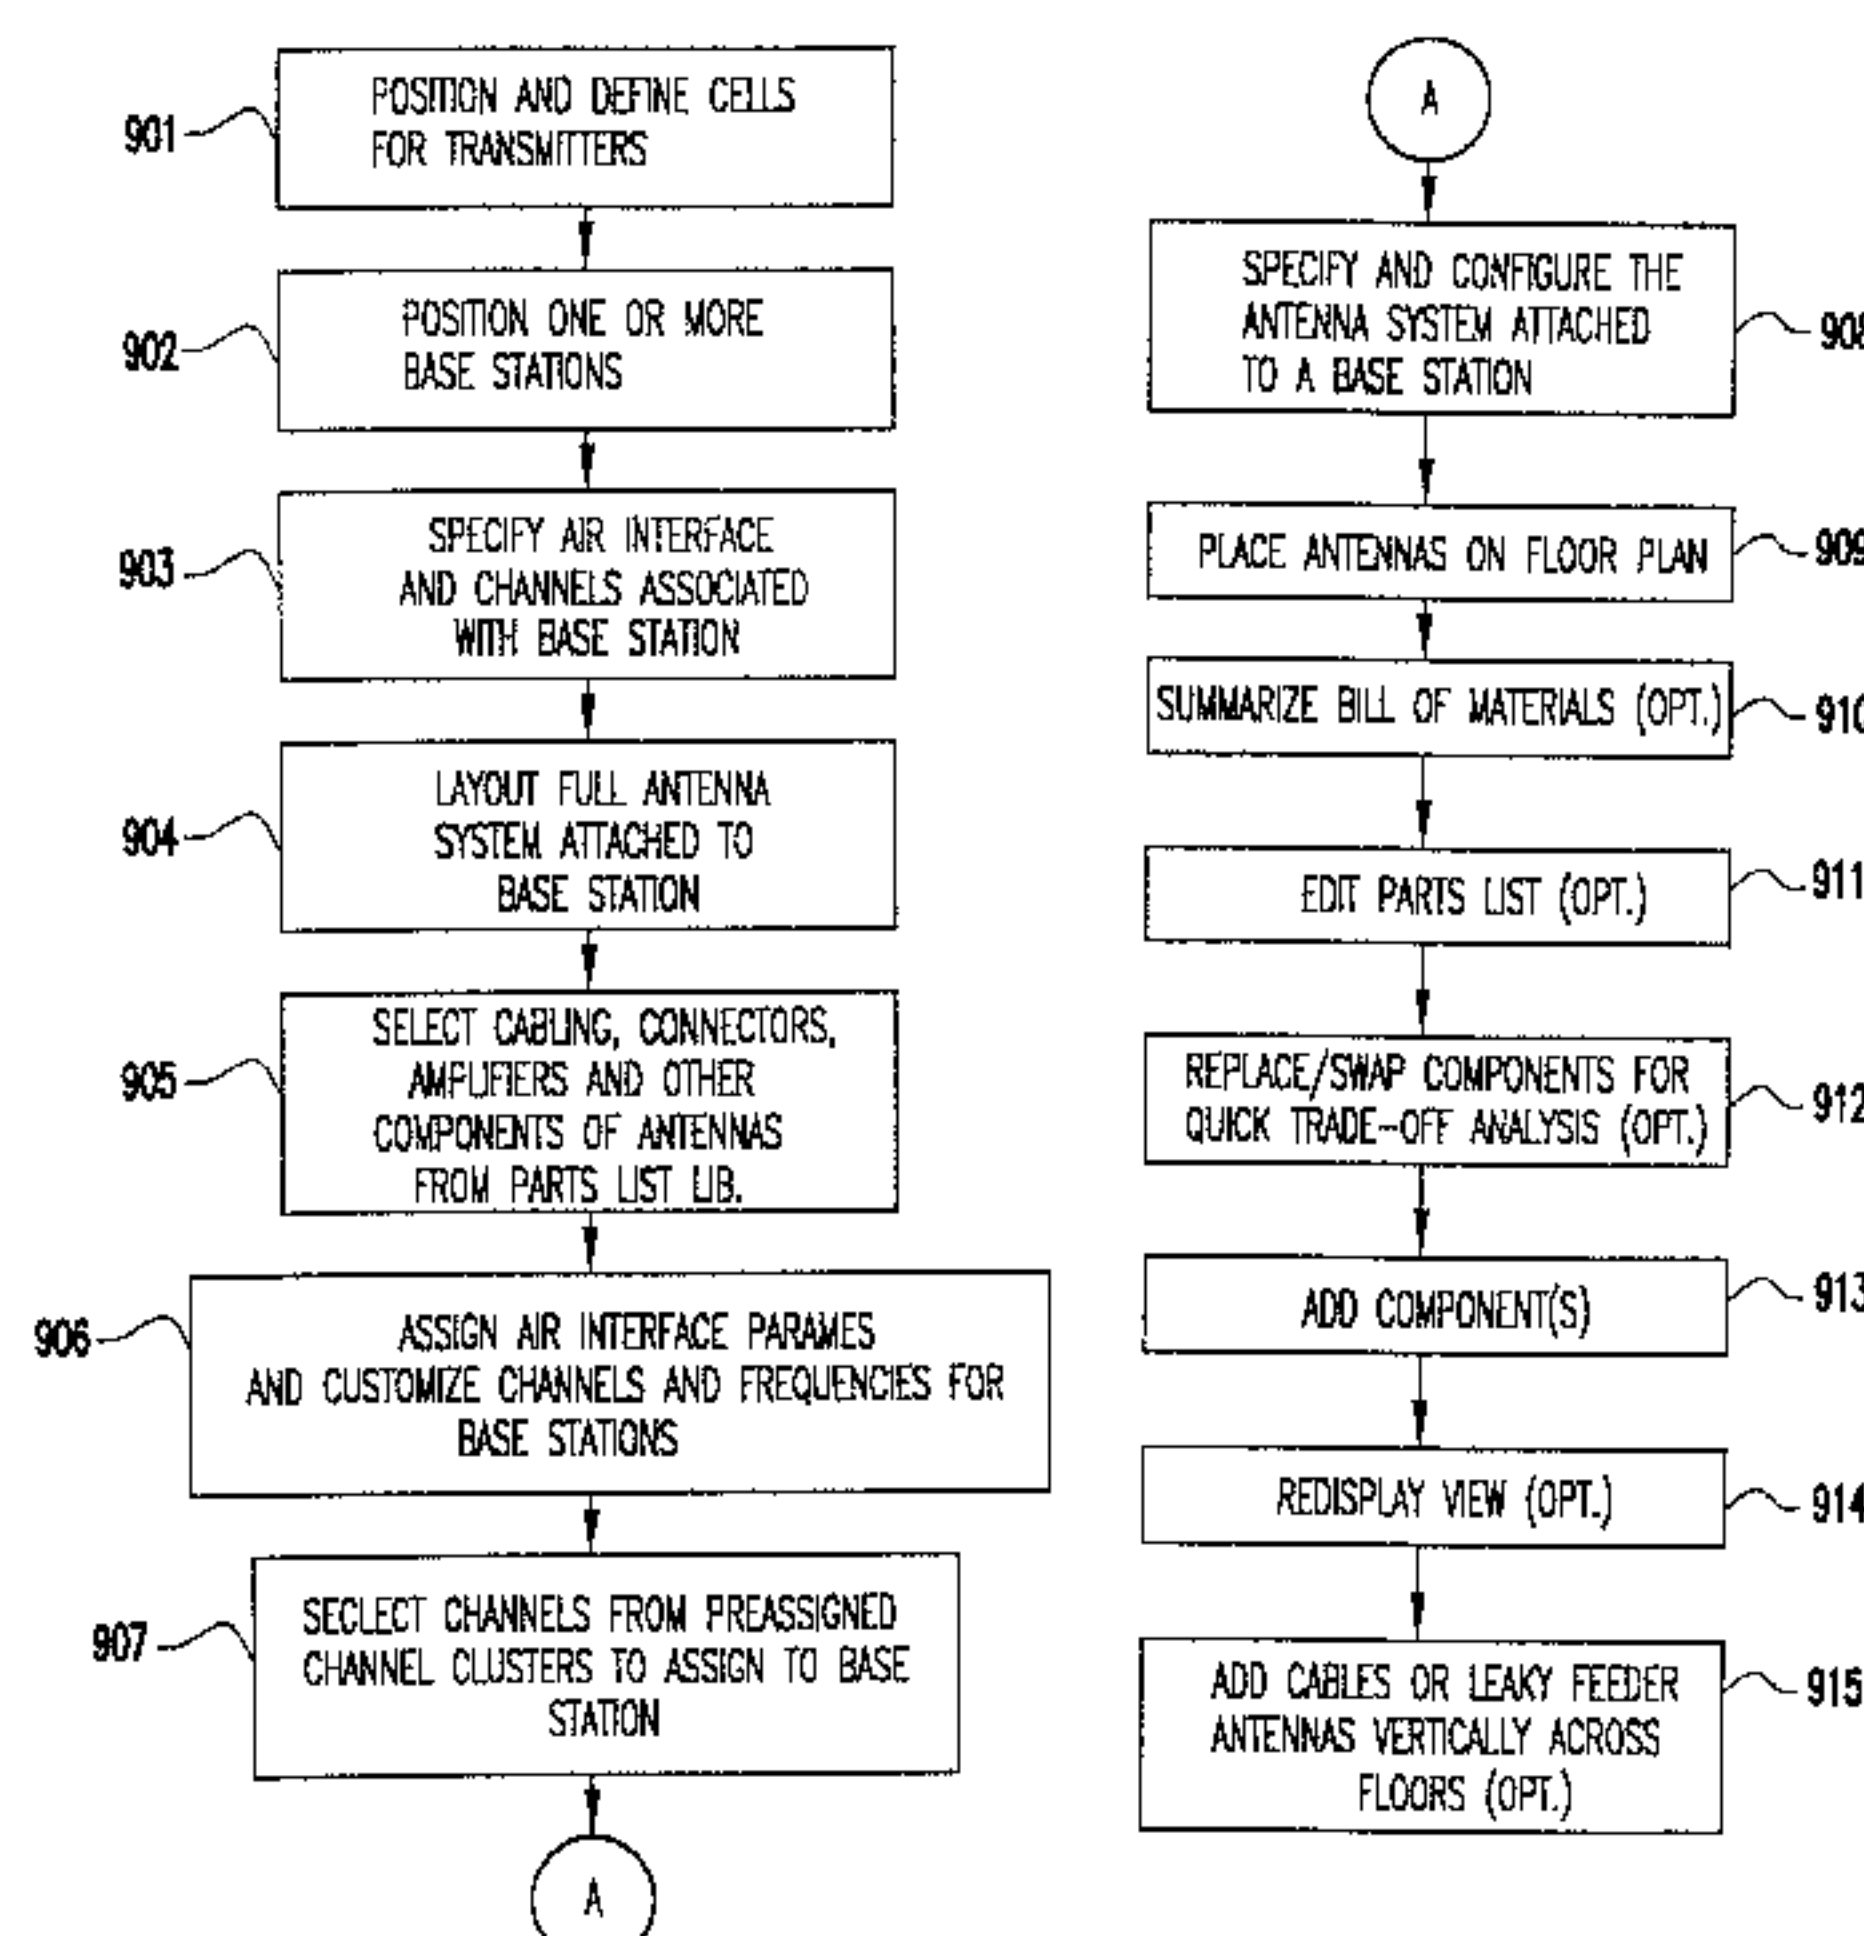 901
POSITION AND DEFINE CELLS
FOR TRANSMITTERS
902
POSITION ONE OR MORE
BASE STATIONS
903
SPECIFY AIR INTERFACE
AND CHANNELS ASSOCIATED
WITH BASE STATION
904
LAYOUT FULL ANTENNA
SYSTEM ATTACHED TO
BASE STATION
905
SELECT CABLING, CONNECTORS,
AMPLIFIERS AND OTHER
COMPONENTS OF ANTENNAS
FROM PARTS LIST LIB.
906
ASSIGN AIR INTERFACE PARAMES
AND CUSTOMIZE CHANNELS AND FREQUENCIES FOR
BASE STATIONS
907
SECLECT CHANNELS FROM PREASSIGNED
CHANNEL CLUSTERS TO ASSIGN TO BASE
STATION
A
A
SPECIFY AND CONFIGURE THE
ANTENNA SYSTEM ATTACHED
TO A BASE STATION
908
PLACE ANTENNAS ON FLOOR PLAN
909
SUMMARIZE BILL OF MATERIALS (OPT.)
910
EDIT PARTS LIST (OPT.)
911
REPLACE/SWAP COMPONENTS FOR
QUICK TRADE-OFF ANALYSIS (OPT.)
912
ADD COMPONENT(S)
913
REDISPLAY VIEW (OPT.)
914
ADD CABLES OR LEAKY FEEDER
ANTENNAS VERTICALLY ACROSS
FLOORS (OPT.)
915